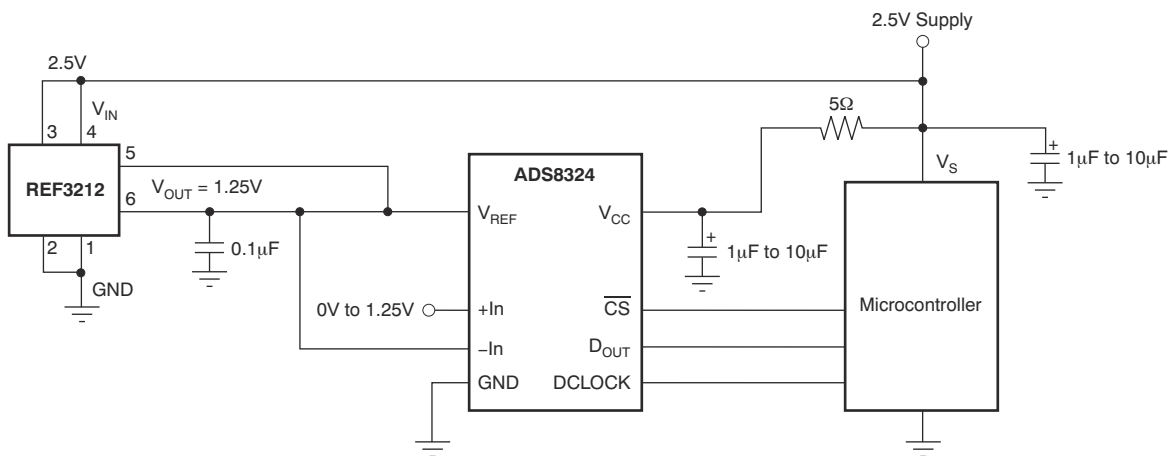 2.5V Supply
2.5V
V_IN
5Ω
3 4
5
REF3212
V_OUT = 1.25V
6
2 1
GND
0.1µF
ADS8324
V_REF
V_CC
0V to 1.25V
+In
–In
GND
C̅S̅
D_OUT
DCLOCK
+
1µF to 10µF
V_S
+
1µF to 10µF
Microcontroller